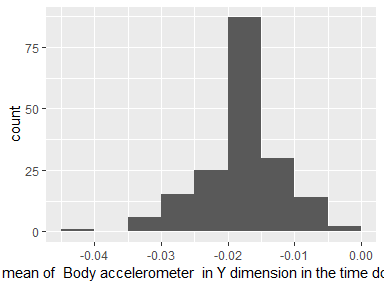 75
50
25
0
count
-0.04 -0.03 -0.02 -0.01 0.00
mean of Body accelerometer in Y dimension in the time do